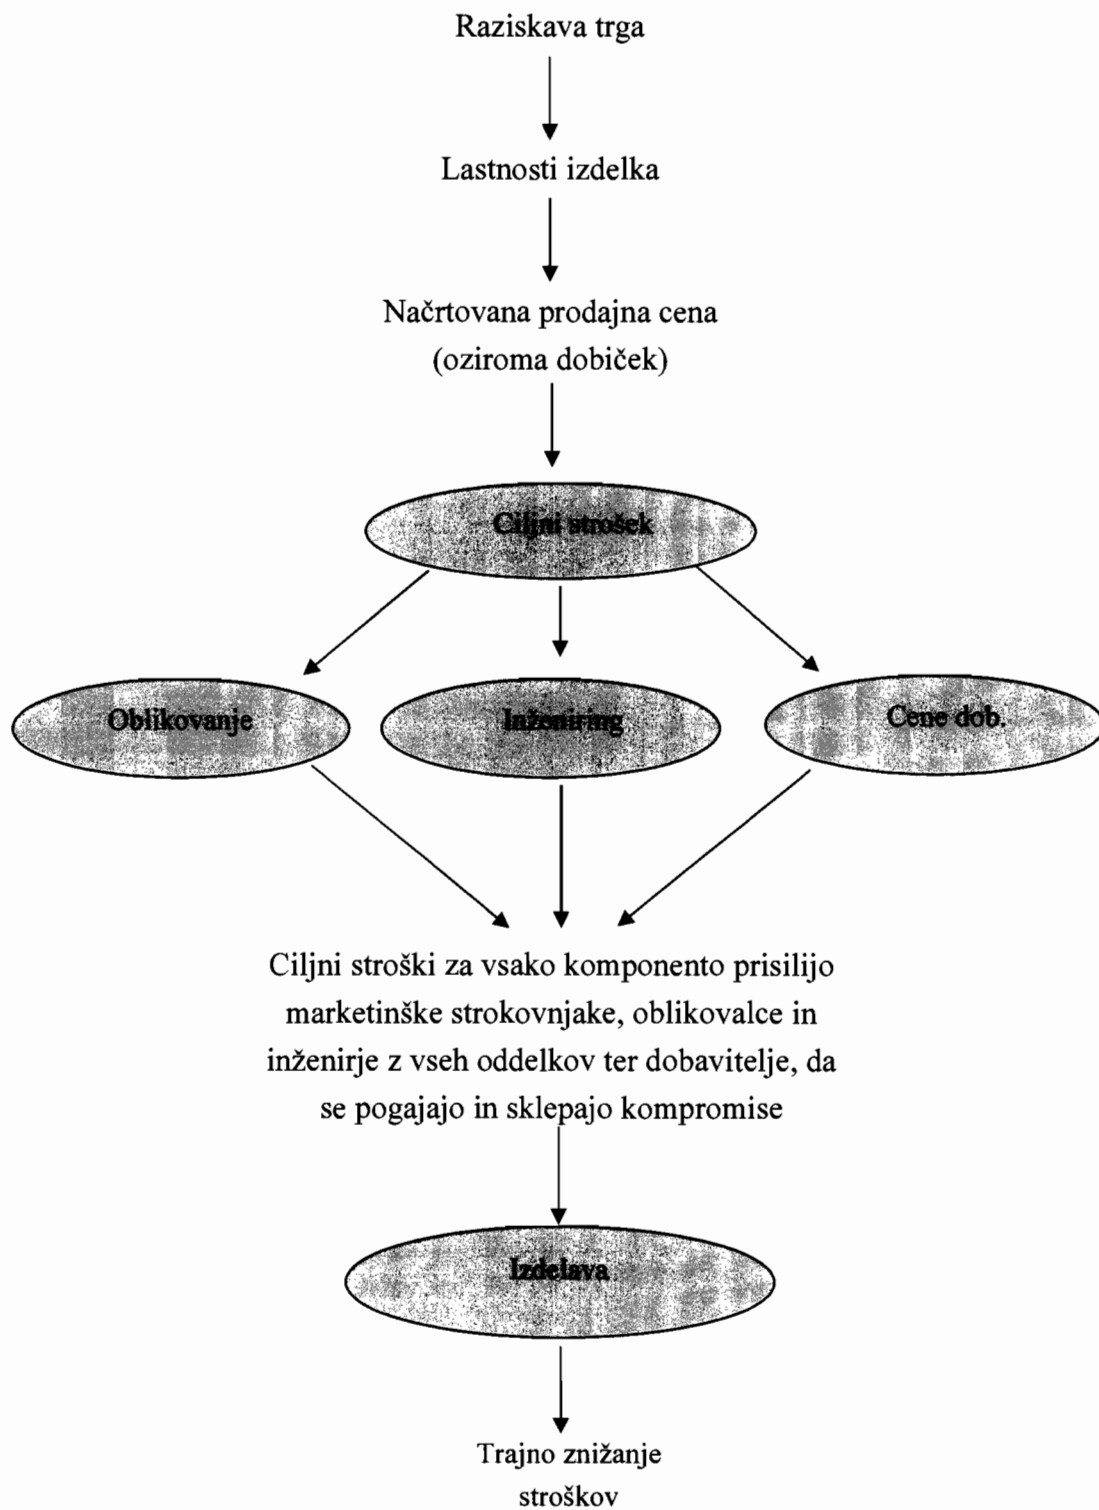 Raziskava trga
Lastnosti izdelka
Načrtovana prodajna cena
(oziroma dobiček)
Ciljni strošek
Oblikovanje
Inženiring
Cene dob.
Ciljni stroški za vsako komponento prisilijo
marketinške strokovnjake, oblikovalce in
inženirje z vseh oddelkov ter dobavitelje, da
se pogajajo in sklepajo kompromise
Izdelava
Trajno znižanje
stroškov